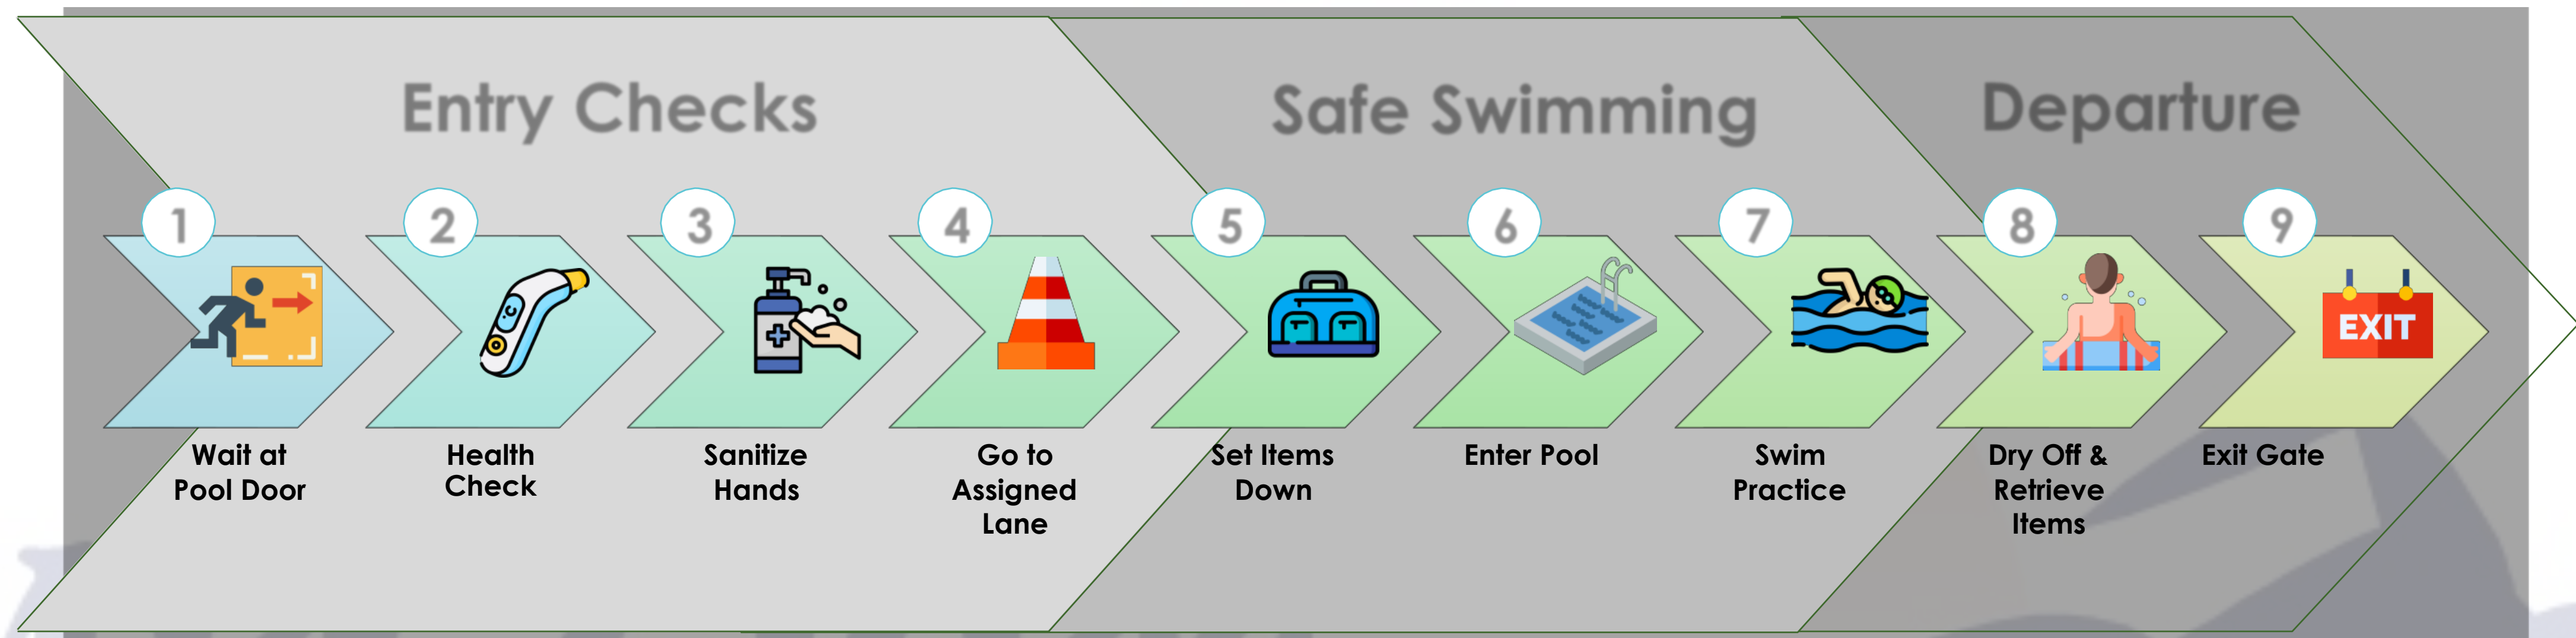 Entry Checks
Safe Swimming
Departure
1
2
3
4
5
6
7
8
9
EXIT
Wait at
Pool Door
Health
Check
Sanitize
Hands
Go to
Assigned
Lane
Set Items
Down
Enter Pool
Swim
Practice
Dry Off &
Retrieve
Items
Exit Gate